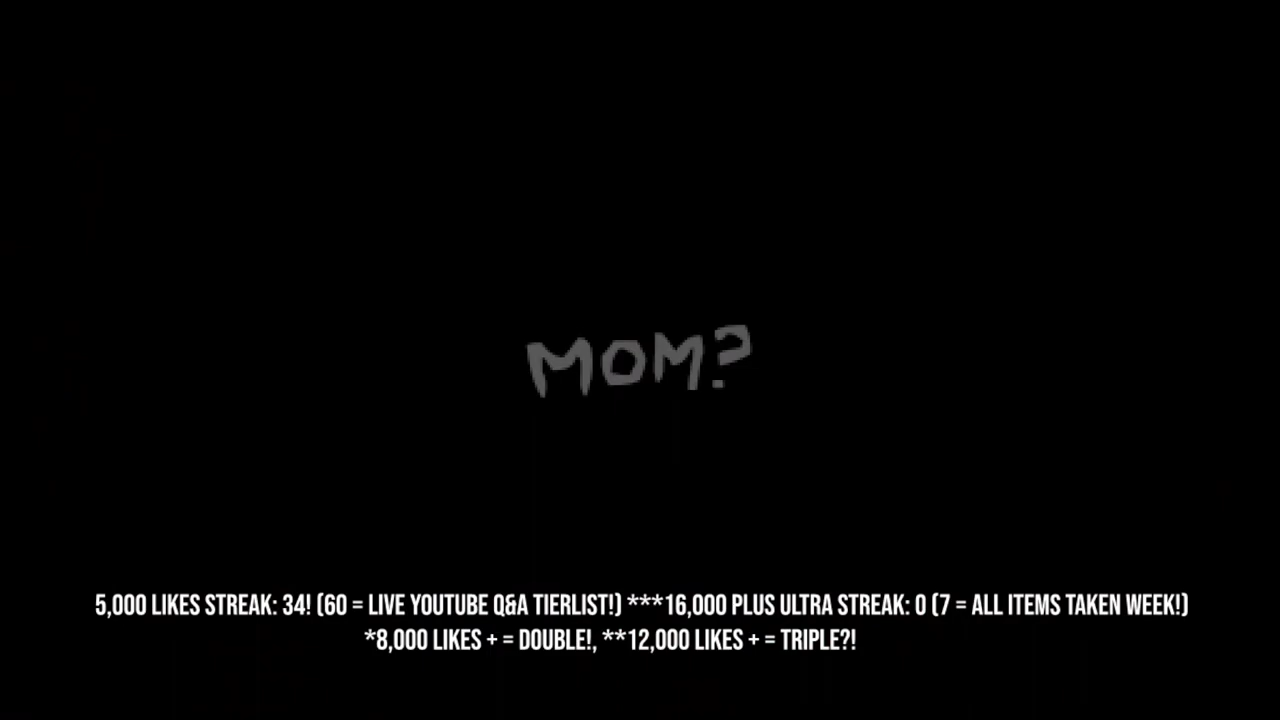 MOM?
5,000 LIKES STREAK: 34! (60 = LIVE YOUTUBE Q&A TIERLIST!) ***16,000 PLUS ULTRA STREAK: 0 (7 = ALL ITEMS TAKEN WEEK!)
*8,000 LIKES + = DOUBLE!, **12,000 LIKES + = TRIPLE?!